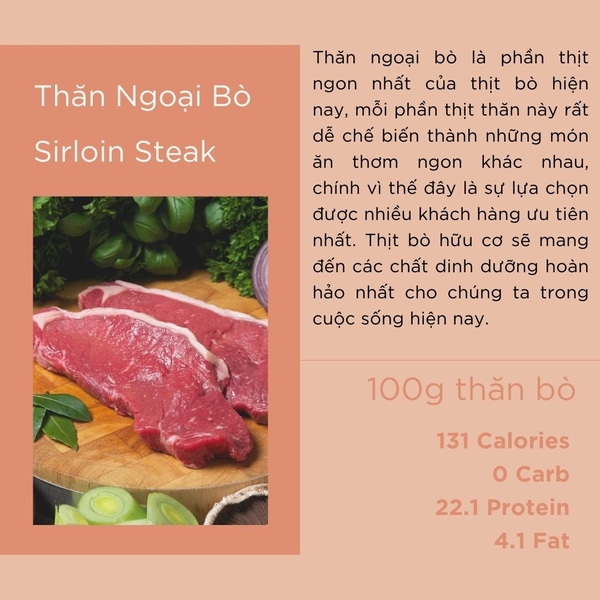 Thăn Ngoại Bò
Sirloin Steak
Thăn ngoại bò là phần thịt
ngon nhất của thịt bò hiện
nay, mỗi phần thịt thăn này rất
dễ chế biến thành những món
ăn thơm ngon khác nhau,
chính vì thế đây là sự lựa chọn
được nhiều khách hàng ưu tiên
nhất. Thịt bò hữu cơ sẽ mang
đến các chất dinh dưỡng hoàn
hảo nhất cho chúng ta trong
cuộc sống hiện nay.
100g thăn bò
131 Calories
0 Carb
22.1 Protein
4.1 Fat